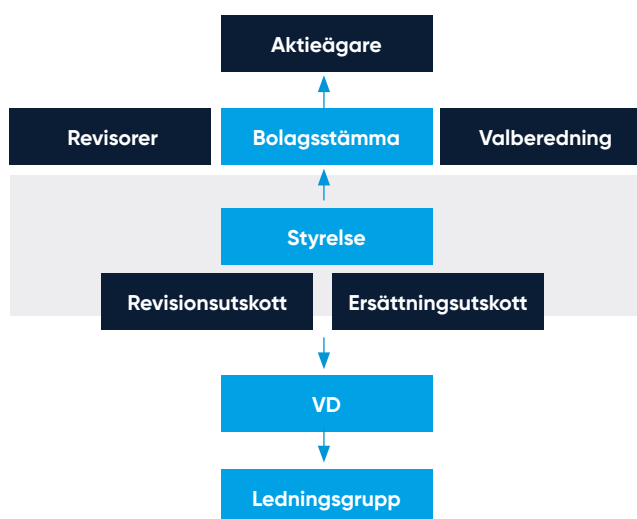 Aktieägare
Revisorer
Bolagsstämma
Valberedning
Styrelse
Revisionsutskott
Ersättningsutskott
VD
Ledningsgrupp